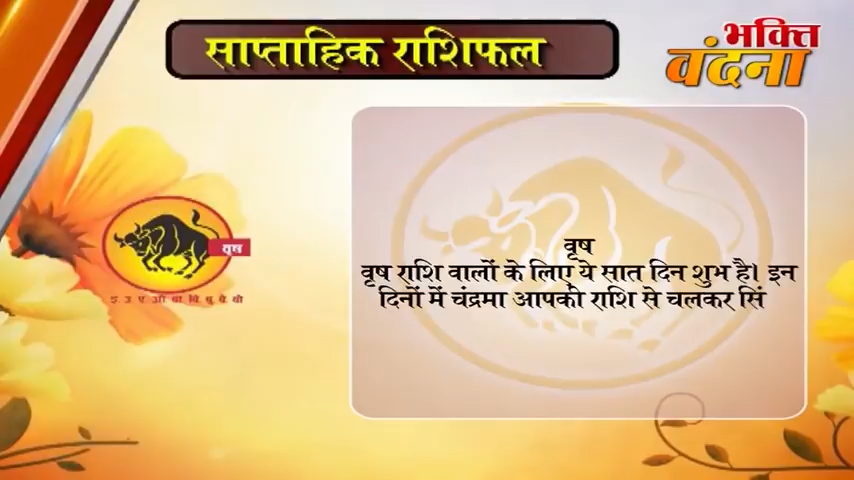 साप्ताहिक राशिफल
भक्ति
वंदना
वृष
वृष
वृष राशि वालों के लिए ये सात दिन शुभ है। इन
दिनों में चंद्रमा आपकी राशि से चलकर सिं